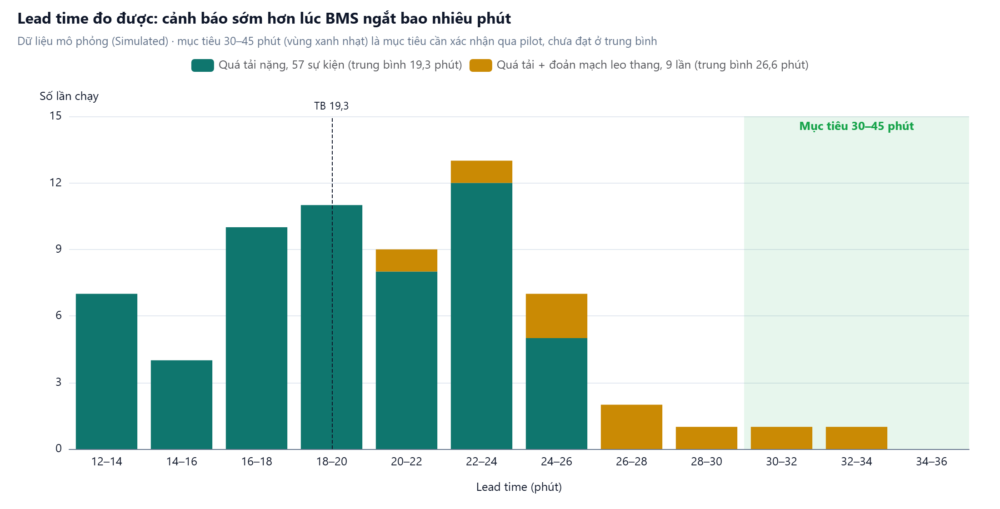 Lead time đo được: cảnh báo sớm hơn lúc BMS ngắt bao nhiêu phút
Dữ liệu mô phỏng (Simulated) · mục tiêu 30–45 phút (vùng xanh nhạt) là mục tiêu cần xác nhận qua pilot, chưa đạt ở trung bình
Quá tải nặng, 57 sự kiện (trung bình 19,3 phút)
Quá tải + đoản mạch leo thang, 9 lần (trung bình 26,6 phút)
Số lần chạy
TB 19,3
Mục tiêu 30–45 phút
15
12
9
6
3
0
12–14
14–16
16–18
18–20
20–22
22–24
24–26
26–28
28–30
30–32
32–34
34–36
Lead time (phút)